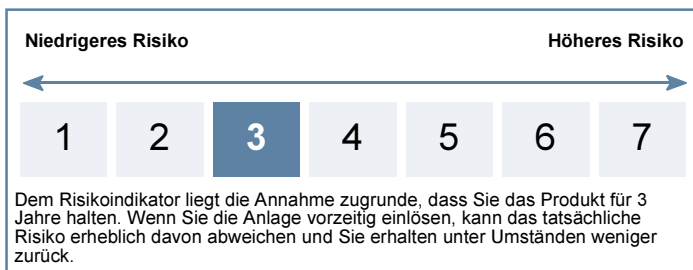 Niedrigeres Risiko Höheres Risiko
1 2 3 4 5 6 7
Dem Risikoindikator liegt die Annahme zugrunde, dass Sie das Produkt für 3
Jahre halten. Wenn Sie die Anlage vorzeitig einlösen, kann das tatsächliche
Risiko erheblich davon abweichen und Sie erhalten unter Umständen weniger
zurück.